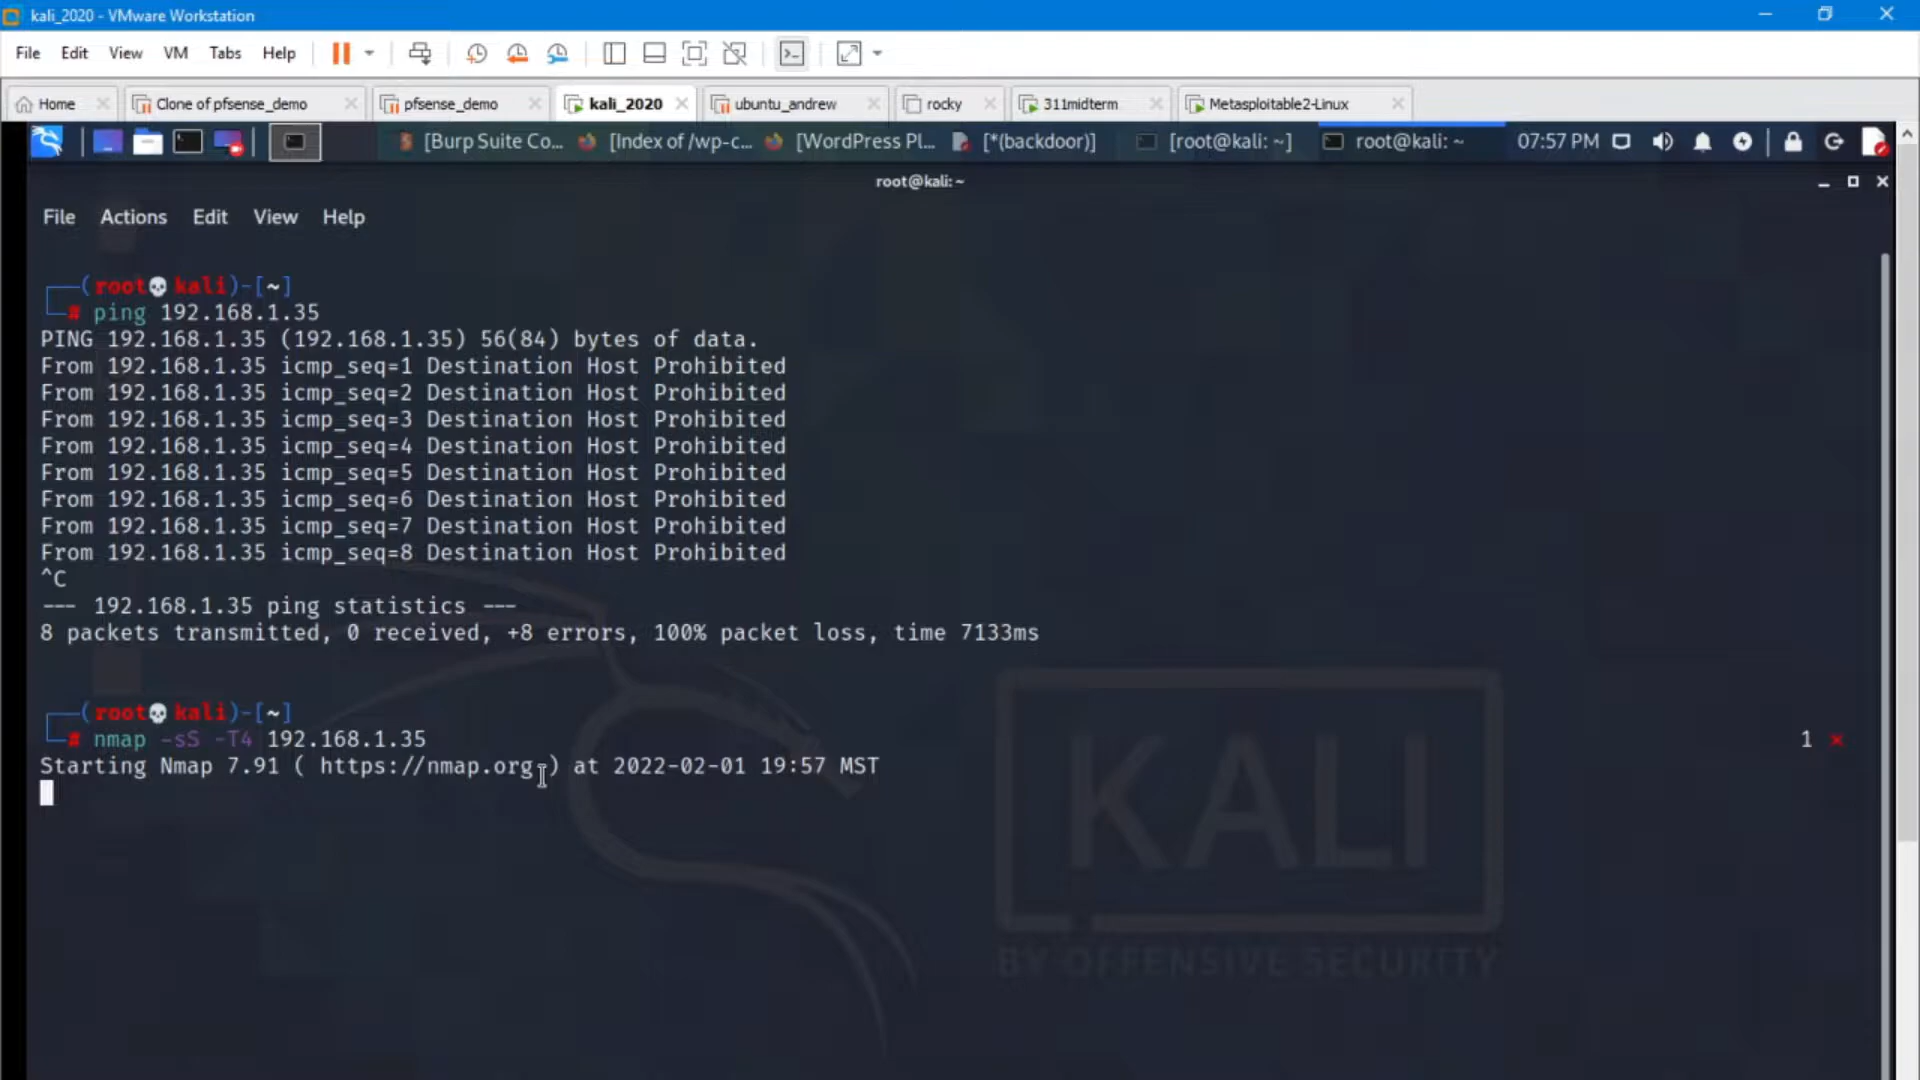 kali_2020 - VMware Workstation
File Edit View VM Tabs Help
Home Clone of pfsense_demo pfsense_demo kali_2020 ubuntu_andrew rocky 311midterm Metasploitable2-Linux
[Burp Suite Co... [Index of /wp-c... [WordPress Pl... [*(backdoor)] [root@kali: ~] root@kali: ~ 07:57 PM
root@kali: ~
File Actions Edit View Help
(root💀kali)-[~]
# ping 192.168.1.35
PING 192.168.1.35 (192.168.1.35) 56(84) bytes of data.
From 192.168.1.35 icmp_seq=1 Destination Host Prohibited
From 192.168.1.35 icmp_seq=2 Destination Host Prohibited
From 192.168.1.35 icmp_seq=3 Destination Host Prohibited
From 192.168.1.35 icmp_seq=4 Destination Host Prohibited
From 192.168.1.35 icmp_seq=5 Destination Host Prohibited
From 192.168.1.35 icmp_seq=6 Destination Host Prohibited
From 192.168.1.35 icmp_seq=7 Destination Host Prohibited
From 192.168.1.35 icmp_seq=8 Destination Host Prohibited
^C
--- 192.168.1.35 ping statistics ---
8 packets transmitted, 0 received, +8 errors, 100% packet loss, time 7133ms
(root💀kali)-[~]
# nmap -sS -T4 192.168.1.35 1 ×
Starting Nmap 7.91 ( https://nmap.org ) at 2022-02-01 19:57 MST
KALI
BY OFFENSIVE SECURITY